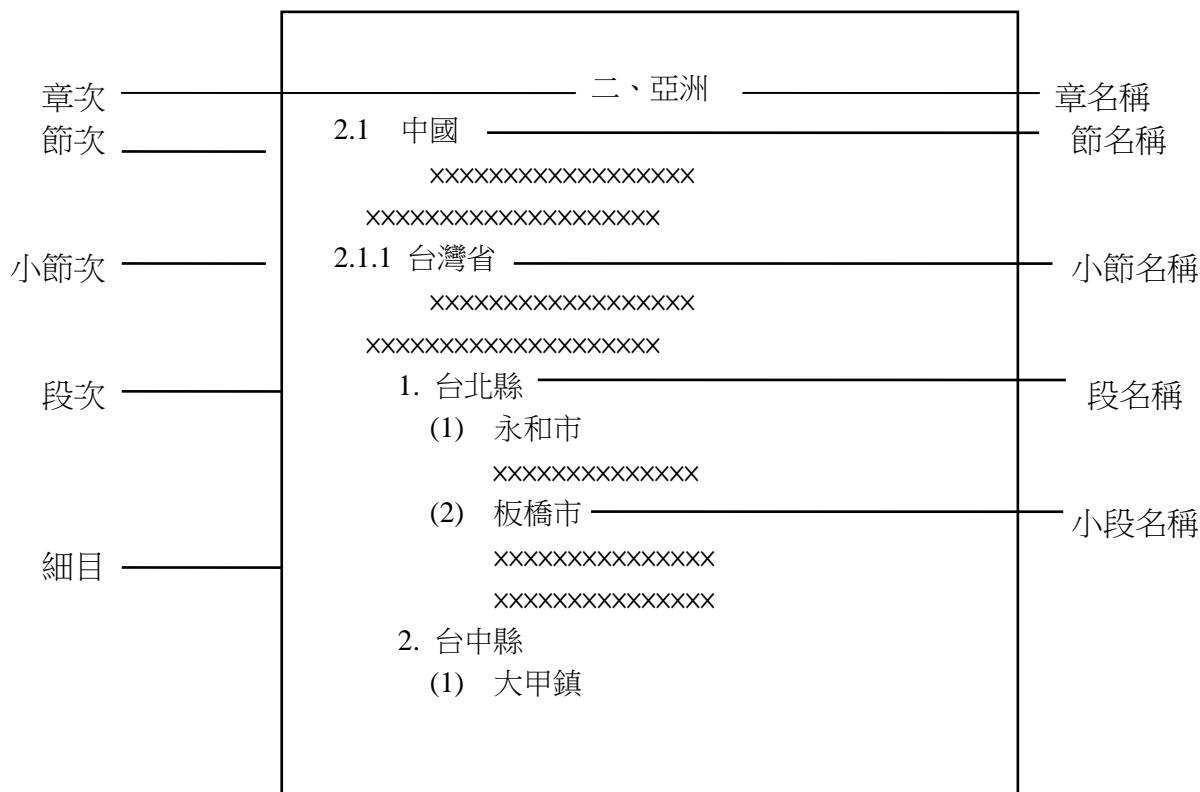 章次 二、亞洲 章名稱
節次 2.1 中國 節名稱
xxxxxxxxxxxxxxxxxx
xxxxxxxxxxxxxxxxxxxx
小節次 2.1.1 台灣省 小節名稱
xxxxxxxxxxxxxxxxxx
xxxxxxxxxxxxxxxxxxxx
段次 1. 台北縣 段名稱
(1) 永和市
xxxxxxxxxxxxxx
(2) 板橋市 小段名稱
細目 xxxxxxxxxxxxxxx
xxxxxxxxxxxxxxx
2. 台中縣
(1) 大甲鎮